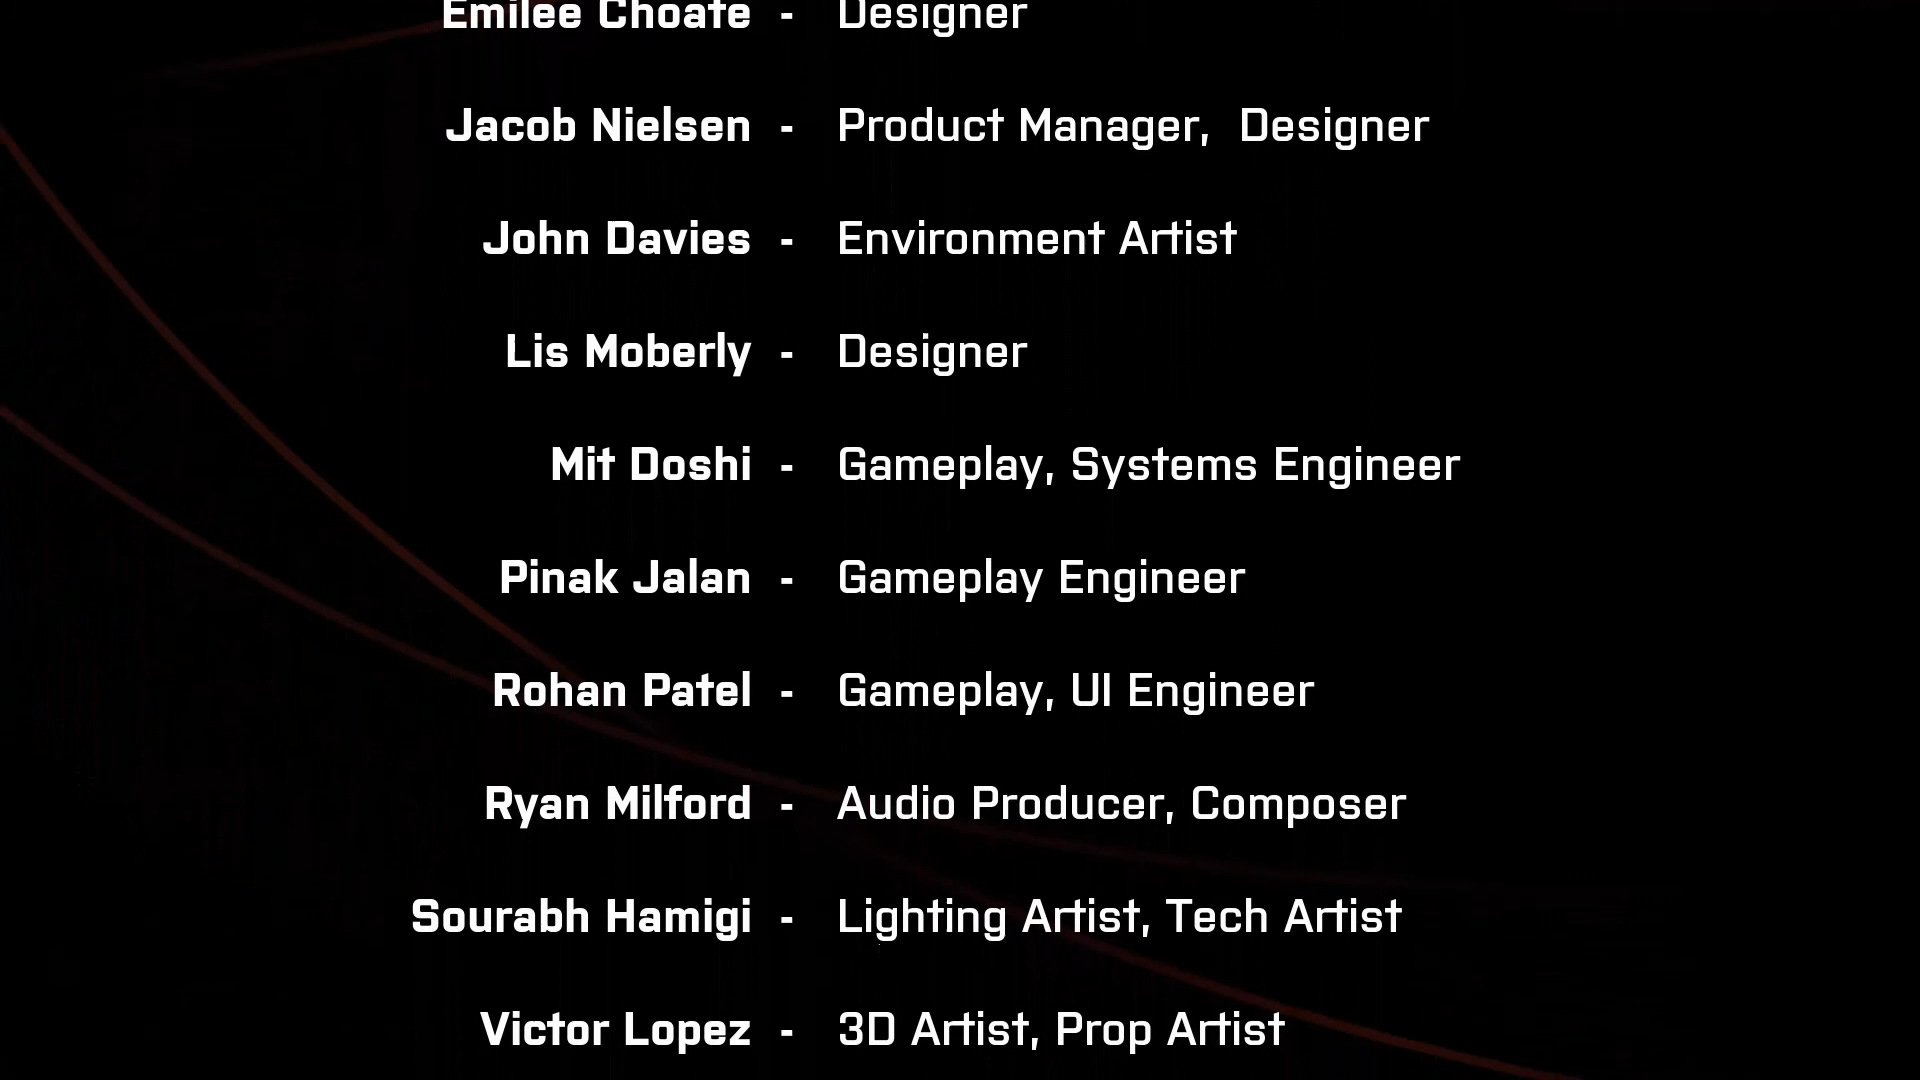 Emilee Choate - Designer
Jacob Nielsen - Product Manager,  Designer
John Davies - Environment Artist
Lis Moberly - Designer
Mit Doshi - Gameplay, Systems Engineer
Pinak Jalan - Gameplay Engineer
Rohan Patel - Gameplay, UI Engineer
Ryan Milford - Audio Producer, Composer
Sourabh Hamigi - Lighting Artist, Tech Artist
Victor Lopez - 3D Artist, Prop Artist